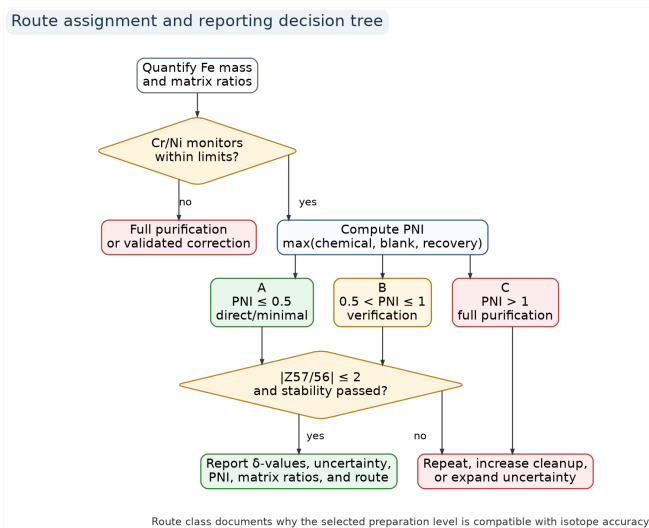 Route assignment and reporting decision tree
Quantify Fe mass
and matrix ratios
Cr/Ni monitors
within limits?
no
yes
Full purification
or validated correction
Compute PNI
max(chemical, blank, recovery)
A
PNI ≤ 0.5
direct/minimal
B
0.5 < PNI ≤ 1
verification
C
PNI > 1
full purification
|Z57/56| ≤ 2
and stability passed?
yes
no
Report δ-values, uncertainty,
PNI, matrix ratios, and route
Repeat, increase cleanup,
or expand uncertainty
Route class documents why the selected preparation level is compatible with isotope accuracy